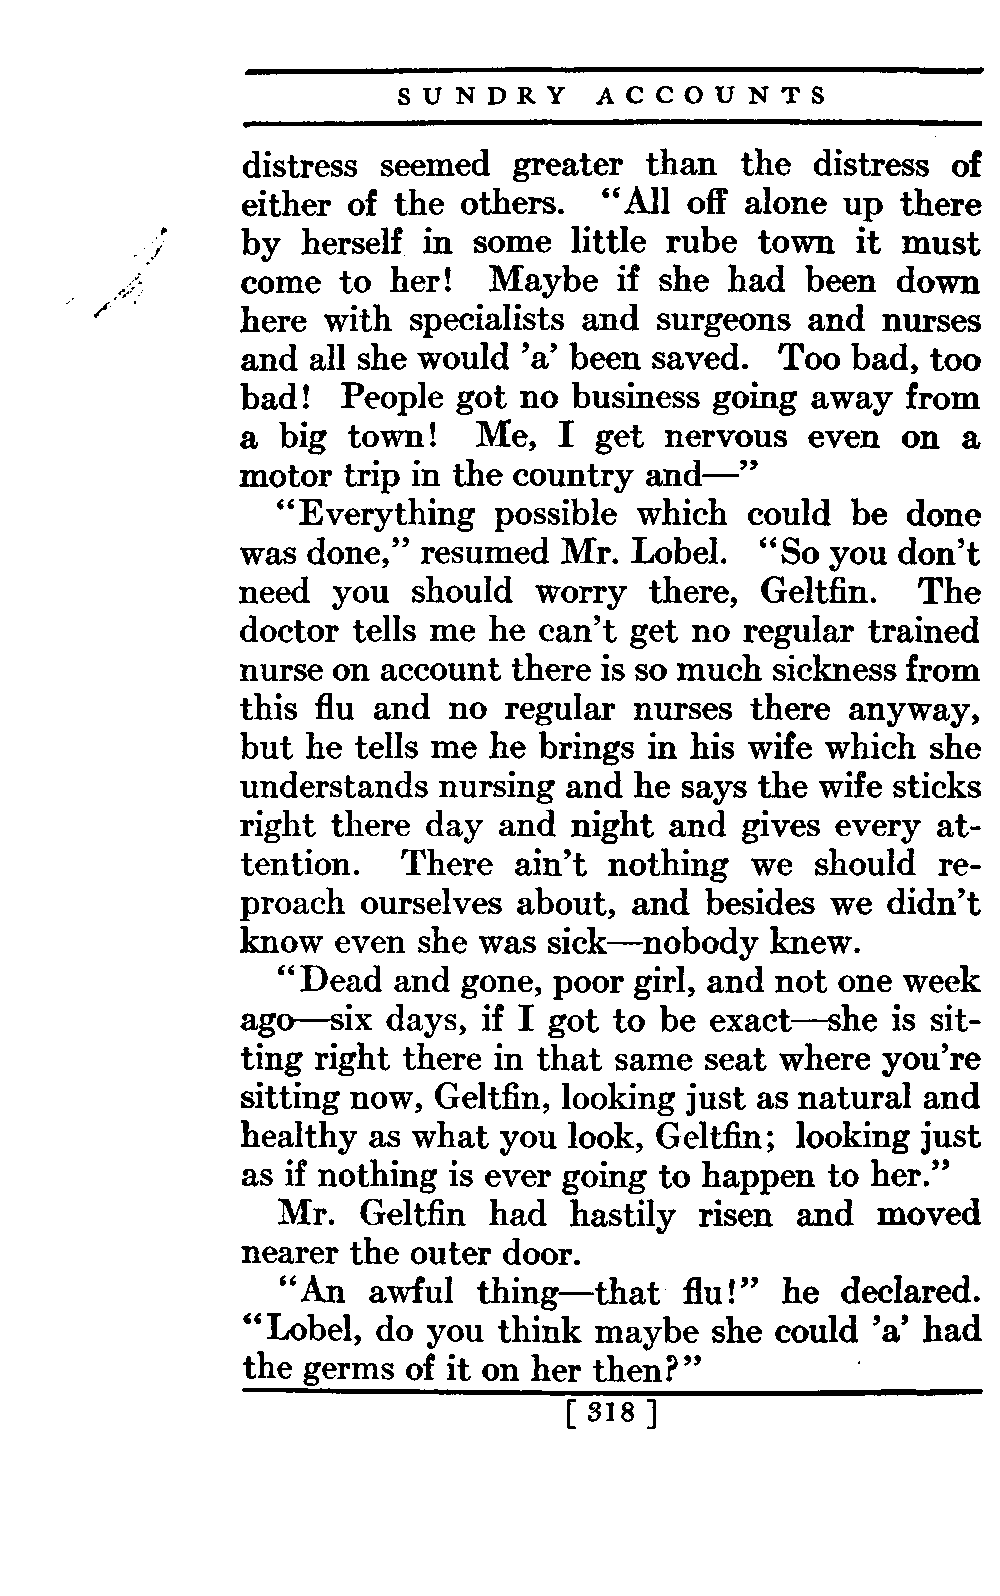 SUNDRY ACCOUNTS
distress seemed greater than the distress of
either of the others. “All off alone up there
by herself in some little rube town it must
come to her! Maybe if she had been down
here with specialists and surgeons and nurses
and all she would ’a’ been saved. Too bad, too
bad! People got no business going away from
a big town! Me, I get nervous even on a
motor trip in the country and—”
“Everything possible which could be done
was done,” resumed Mr. Lobel. “So you don’t
need you should worry there, Geltfin. The
doctor tells me he can’t get no regular trained
nurse on account there is so much sickness from
this flu and no regular nurses there anyway,
but he tells me he brings in his wife which she
understands nursing and he says the wife sticks
right there day and night and gives every at-
tention. There ain’t nothing we should re-
proach ourselves about, and besides we didn’t
know even she was sick—nobody knew.
“Dead and gone, poor girl, and not one week
ago—six days, if I got to be exact—she is sit-
ting right there in that same seat where you’re
sitting now, Geltfin, looking just as natural and
healthy as what you look, Geltfin; looking just
as if nothing is ever going to happen to her.”
Mr. Geltfin had hastily risen and moved
nearer the outer door.
“An awful thing—that flu!” he declared.
“Lobel, do you think maybe she could ’a’ had
the germs of it on her then?”
[ 318 ]